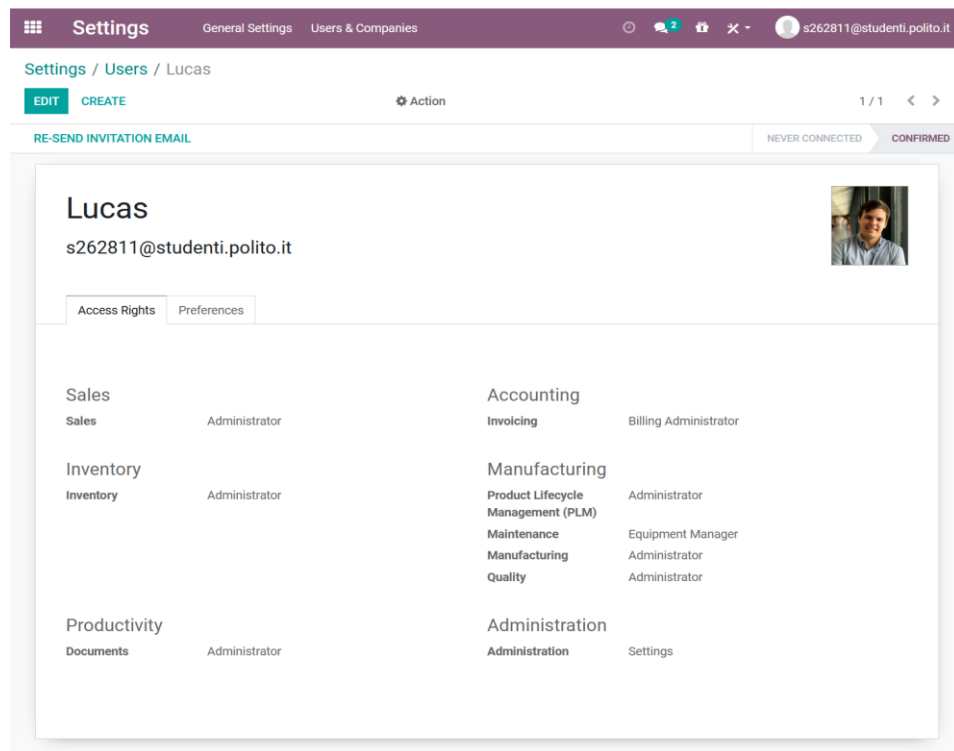 Settings General Settings Users & Companies 2 s262811@studenti.polito.it
Settings / Users / Lucas
EDIT CREATE Action 1 / 1
RE-SEND INVITATION EMAIL NEVER CONNECTED CONFIRMED
Lucas
s262811@studenti.polito.it
Access Rights Preferences
Sales Accounting
Sales Administrator Invoicing Billing Administrator
Inventory Manufacturing
Inventory Administrator Product Lifecycle Administrator
Management (PLM)
Maintenance Equipment Manager
Manufacturing Administrator
Quality Administrator
Productivity Administration
Documents Administrator Administration Settings